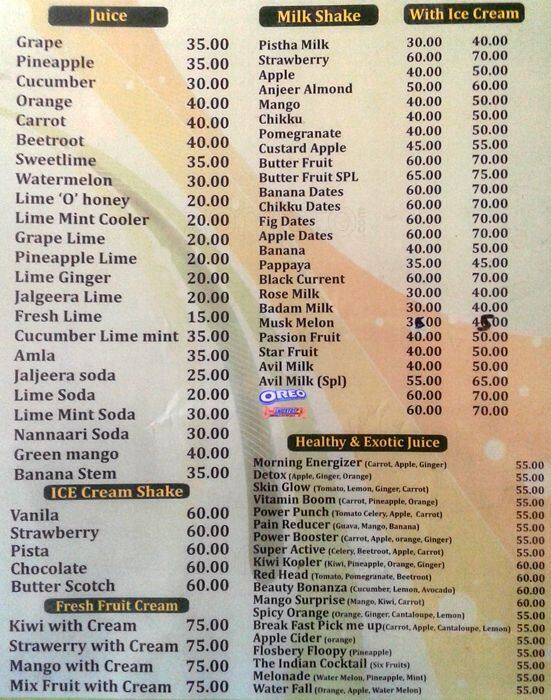 Juice
Grape 35.00
Pineapple 35.00
Cucumber 30.00
Orange 40.00
Carrot 40.00
Beetroot 40.00
Sweetlime 35.00
Watermelon 30.00
Lime 'O' honey 20.00
Lime Mint Cooler 20.00
Grape Lime 20.00
Pineapple Lime 20.00
Lime Ginger 20.00
Jalgeera Lime 20.00
Fresh Lime 15.00
Cucumber Lime mint 35.00
Amla 35.00
Jaljeera soda 25.00
Lime Soda 20.00
Lime Mint Soda 30.00
Nannaari Soda 30.00
Green mango 40.00
Banana Stem 35.00
ICE Cream Shake
Vanila 60.00
Strawberry 60.00
Pista 60.00
Chocolate 60.00
Butter Scotch 60.00
Fresh Fruit Cream
Kiwi with Cream 75.00
Strawerry with Cream 75.00
Mango with Cream 75.00
Mix Fruit with Cream 75.00
Milk Shake With Ice Cream
Pistha Milk 30.00 40.00
Strawberry 60.00 70.00
Apple 40.00 50.00
Anjeer Almond 50.00 60.00
Mango 40.00 50.00
Chikku 40.00 50.00
Pomegranate 40.00 50.00
Custard Apple 45.00 55.00
Butter Fruit 60.00 70.00
Butter Fruit SPL 65.00 75.00
Banana Dates 60.00 70.00
Chikku Dates 60.00 70.00
Fig Dates 60.00 70.00
Apple Dates 60.00 70.00
Banana 40.00 50.00
Pappaya 35.00 45.00
Black Current 60.00 70.00
Rose Milk 30.00 40.00
Badam Milk 30.00 40.00
Musk Melon 35.00 45.00
Passion Fruit 40.00 50.00
Star Fruit 40.00 50.00
Avil Milk 40.00 50.00
Avil Milk (Spl) 55.00 65.00
OREO 60.00 70.00
60.00 70.00
Healthy & Exotic Juice
Morning Energizer (Carrot, Apple, Ginger) 55.00
Detox (Apple, Ginger, Orange) 55.00
Skin Glow (Tomato, Lemon, Ginger, Carrot) 55.00
Vitamin Boom (Carrot, Pineapple, Orange) 55.00
Power Punch (Tomato Celery, Apple, Carrot) 55.00
Pain Reducer (Guava, Mango, Banana) 55.00
Power Booster (Carrot, Apple, orange, Ginger) 55.00
Super Active (Celery, Beetroot, Apple, Carrot) 55.00
Kiwi Kooler (Kiwi, Pineapple, Orange, Ginger) 60.00
Red Head (Tomato, Pomegranate, Beetroot) 55.00
Beauty Bonanza (Cucumber, Lemon, Avocado) 60.00
Mango Surprise (Mango, Kiwi, Carrot) 60.00
Spicy Orange (Orange, Ginger, Cantaloupe, Lemon) 55.00
Break Fast Pick me up(Carrot, Apple, Cantaloupe, Lemon) 60.00
Apple Cider (orange) 55.00
Flosbery Floopy (Pineapple) 55.00
The Indian Cocktail (Six Fruits) 55.00
Melonade (Water Melon, Pineapple, Mint) 55.00
Water Fall (Orange, Apple, Water Melon) 55.00